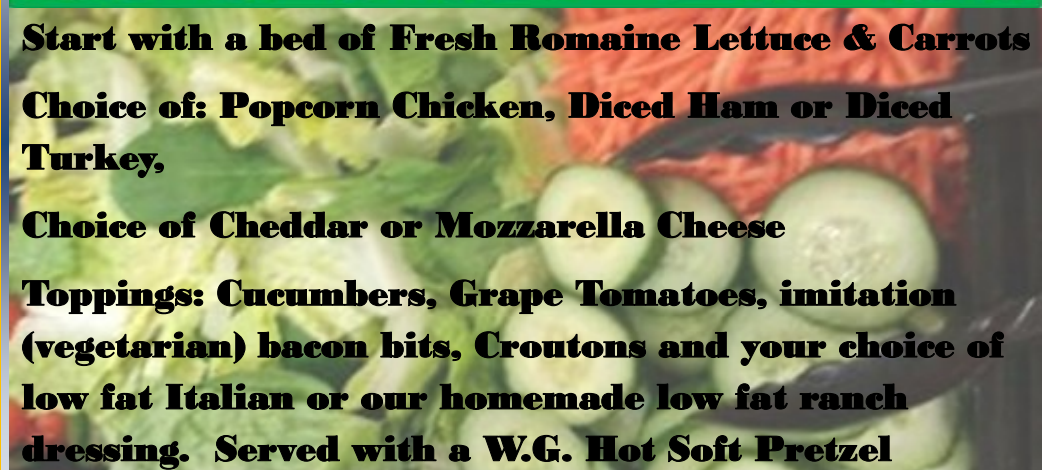 Start with a bed of Fresh Romaine Lettuce & Carrots
Choice of: Popcorn Chicken, Diced Ham or Diced
Turkey,
Choice of Cheddar or Mozzarella Cheese
Toppings: Cucumbers, Grape Tomatoes, imitation
(vegetarian) bacon bits, Croutons and your choice of
low fat Italian or our homemade low fat ranch
dressing.  Served with a W.G. Hot Soft Pretzel